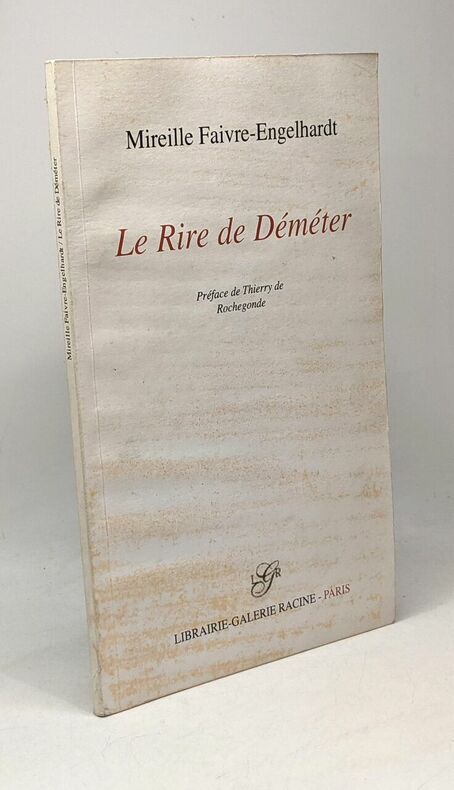 Mireille Faivre-Engelhardt
Le Rire de Déméter
Préface de Thierry de
Rochegonde
LGR
LIBRAIRIE-GALERIE RACINE - PARIS
Mireille Faivre-Engelhardt / Le Rire de Déméter